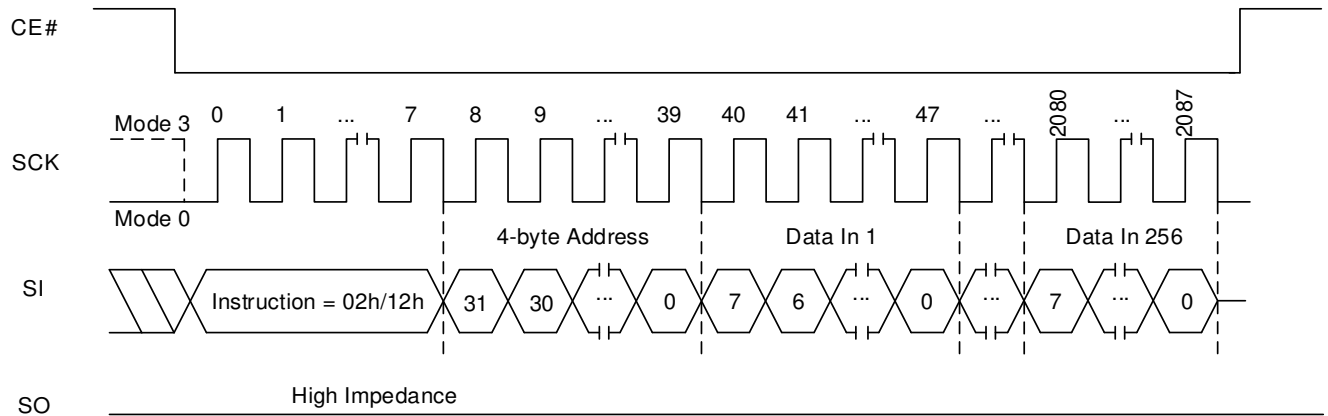 CE#
0 1 ... 7 8 9 ... 39 40 41 ... 47 ... 2080 ... 2087
Mode 3
SCK
Mode 0
4-byte Address Data In 1 Data In 256
SI Instruction = 02h/12h 31 30 ... 0 7 6 ... 0 ... 7 ... 0
High Impedance
SO